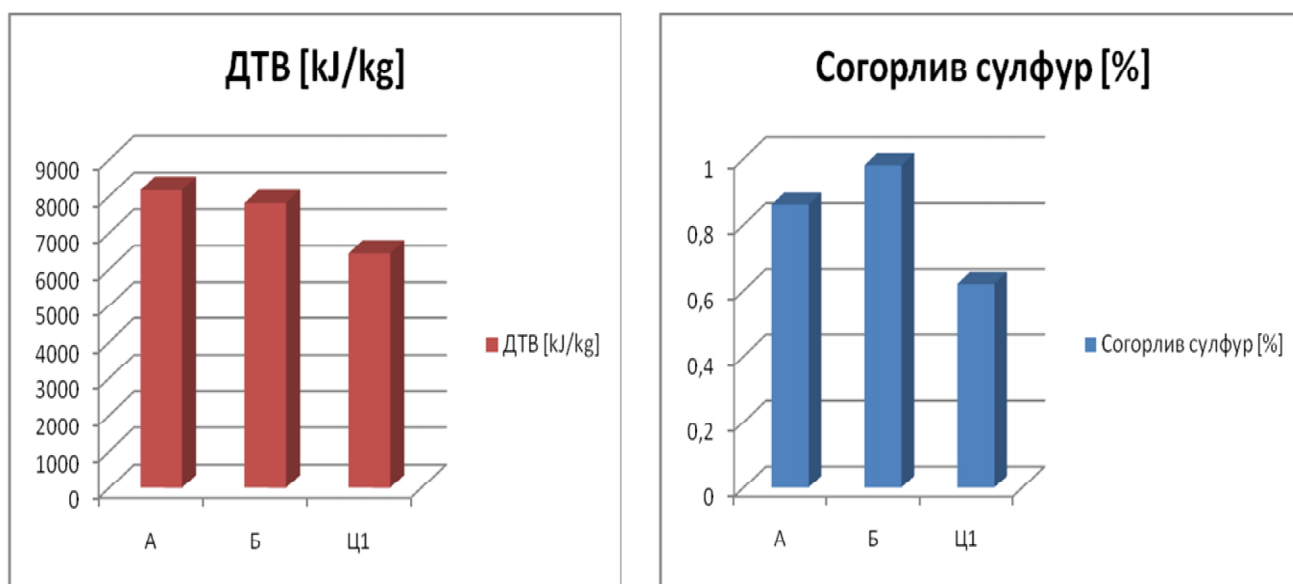 ДТВ [kJ/kg]
9000
8000
7000
6000
5000
4000
3000
2000
1000
0
А
Б
Ц1
ДТВ [kJ/kg]
Согорлив сулфур [%]
1
0,8
0,6
0,4
0,2
0
А
Б
Ц1
Согорлив сулфур [%]